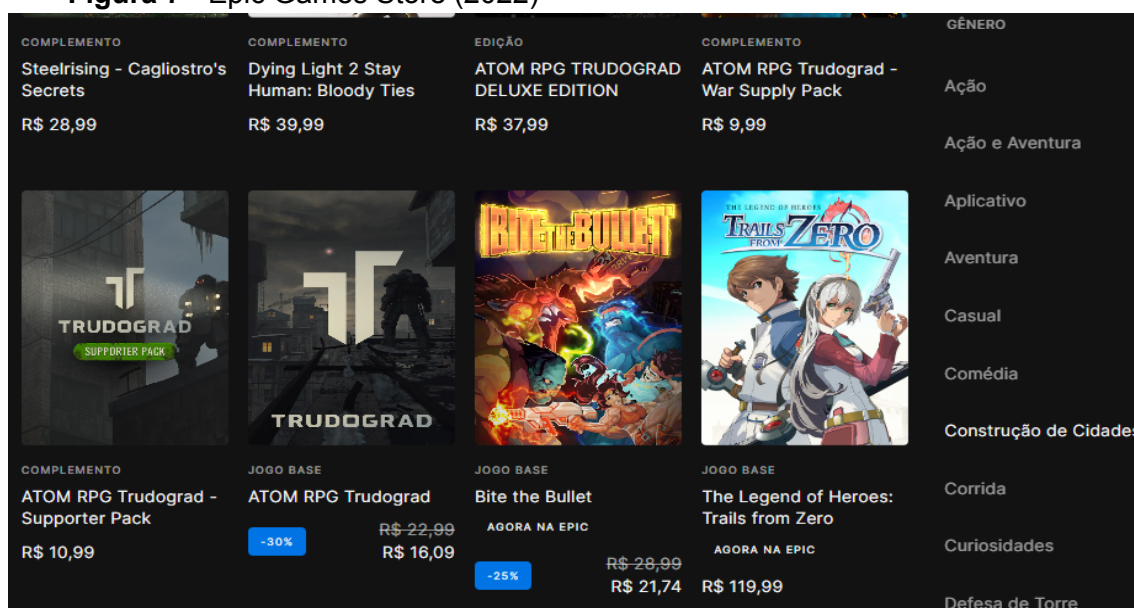 Epic Games Store (2022)
COMPLEMENTO
Steelrising - Cagliostro's
Secrets
R$ 28,99
COMPLEMENTO
Dying Light 2 Stay
Human: Bloody Ties
R$ 39,99
EDIÇÃO
ATOM RPG TRUDOGRAD
DELUXE EDITION
R$ 37,99
COMPLEMENTO
ATOM RPG Trudograd -
War Supply Pack
R$ 9,99
TRUDOGRAD
SUPPORTER PACK
COMPLEMENTO
ATOM RPG Trudograd -
Supporter Pack
R$ 10,99
TRUDOGRAD
JOGO BASE
ATOM RPG Trudograd
-30%
R$ 22,99
R$ 16,09
BITE THE BULLET
JOGO BASE
Bite the Bullet
AGORA NA EPIC
-25%
R$ 28,99
R$ 21,74
THE LEGEND OF HEROES
TRAILS
FROM ZERO
JOGO BASE
The Legend of Heroes:
Trails from Zero
AGORA NA EPIC
R$ 119,99
GÊNERO
Ação
Ação e Aventura
Aplicativo
Aventura
Casual
Comédia
Construção de Cidades
Corrida
Curiosidades
Defesa de Torre